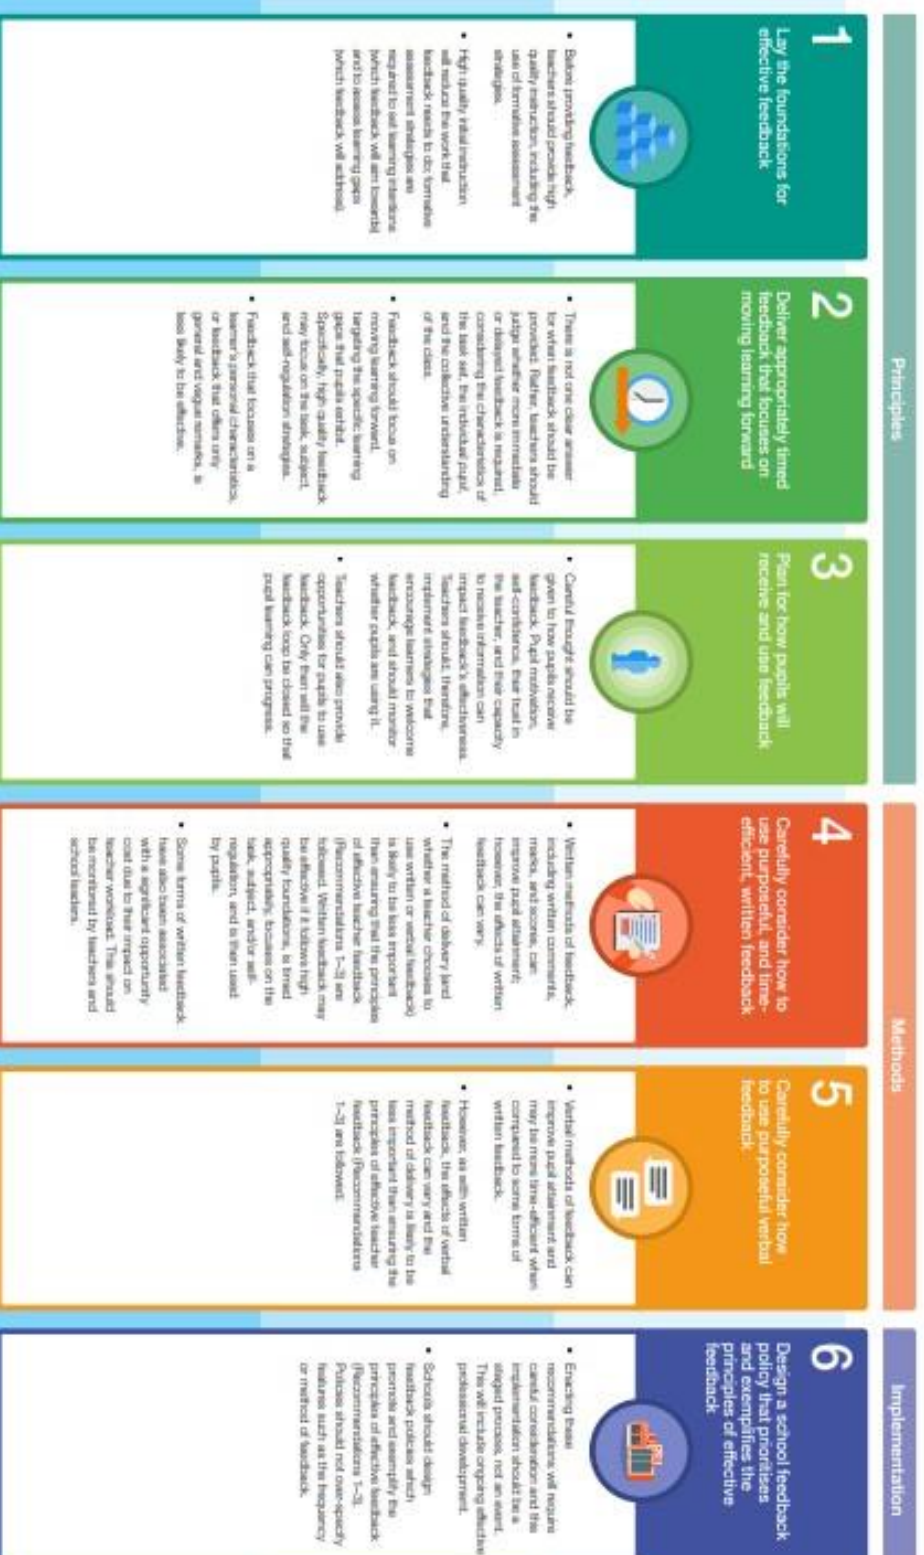 Principles
1
Lay the foundations for
effective feedback
• Before providing feedback,
teachers should provide high
quality instruction, including the
use of formative assessment
strategies.
• High quality initial instruction
will reduce the work that
feedback needs to do; formative
assessment strategies are
required to set learning intentions
(which feedback will aim towards)
and to assess learning gaps
(which feedback will address).
2
Deliver appropriately timed
feedback that focuses on
moving learning forward
• There is not one clear answer
for when feedback should be
provided. Rather, teachers should
judge whether more immediate
or delayed feedback is required,
considering the characteristics of
the task set, the individual pupil,
and the collective understanding
of the class.
• Feedback should focus on
moving learning forward,
targeting the specific learning
gaps that pupils exhibit.
Specifically, high quality feedback
may focus on the task, subject,
and self-regulation strategies.
• Feedback that focuses on a
learner's personal characteristics,
or feedback that offers only
general and vague remarks, is
less likely to be effective.
3
Plan for how pupils will
receive and use feedback
• Careful thought should be
given to how pupils receive
feedback. Pupil motivation,
self-confidence, their trust in
the teacher, and their capacity
to receive information can
impact feedback's effectiveness.
Teachers should, therefore,
implement strategies that
encourage learners to welcome
feedback, and should monitor
whether pupils are using it.
• Teachers should also provide
opportunities for pupils to use
feedback. Only then will the
feedback loop be closed so that
pupil learning can progress.
Methods
4
Carefully consider how to
use purposeful, and time-
efficient, written feedback
• Written methods of feedback,
including written comments,
marks, and scores, can
improve pupil attainment;
however, the effects of written
feedback can vary.
• The method of delivery (and
whether a teacher chooses to
use written or verbal feedback)
is likely to be less important
than ensuring that the principles
of effective teacher feedback
(Recommendations 1–3) are
followed. Written feedback may
be effective if it follows high
quality foundations, is timed
appropriately, focuses on the
task, subject, and/or self-
regulation, and is then used
by pupils.
• Some forms of written feedback
have also been associated
with a significant opportunity
cost due to their impact on
teacher workload. This should
be monitored by teachers and
school leaders.
5
Carefully consider how
to use purposeful verbal
feedback
• Verbal methods of feedback can
improve pupil attainment and
may be more time-efficient when
compared to some forms of
written feedback.
• However, as with written
feedback, the effects of verbal
feedback can vary and the
method of delivery is likely to be
less important than ensuring the
principles of effective teacher
feedback (Recommendations
1–3) are followed.
Implementation
6
Design a school feedback
policy that prioritises
and exemplifies the
principles of effective
feedback
• Enacting these
recommendations will require
careful consideration and this
implementation should be a
staged process, not an event.
This will include ongoing effective
professional development.
• Schools should design
feedback policies which
promote and exemplify the
principles of effective feedback
(Recommendations 1–3).
Policies should not over-specify
features such as the frequency
or method of feedback.